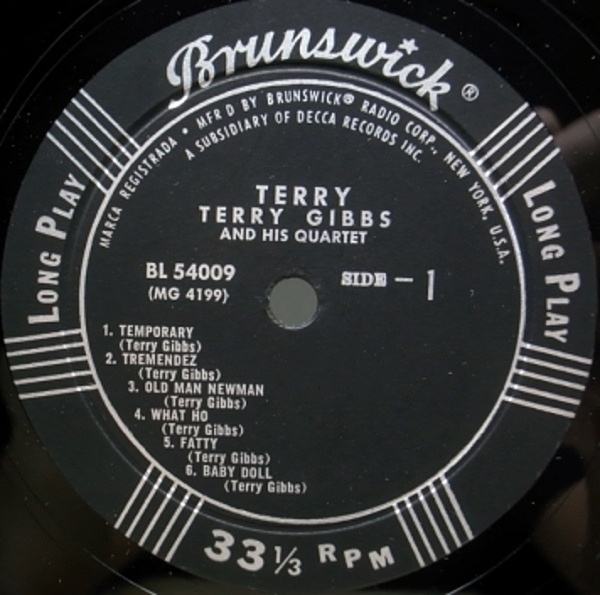 Brunswick®
MARCA REGISTRADA • MFR'D BY BRUNSWICK® RADIO CORP., NEW YORK, U.S.A.
A SUBSIDIARY OF DECCA RECORDS INC.
LONG PLAY
LONG PLAY
TERRY
TERRY GIBBS
AND HIS QUARTET
BL 54009
SIDE - 1
(MG 4199)
1. TEMPORARY
(Terry Gibbs)
2. TREMENDEZ
(Terry Gibbs)
3. OLD MAN NEWMAN
(Terry Gibbs)
4. WHAT HO
(Terry Gibbs)
5. FATTY
(Terry Gibbs)
6. BABY DOLL
(Terry Gibbs)
33 1/3 RPM